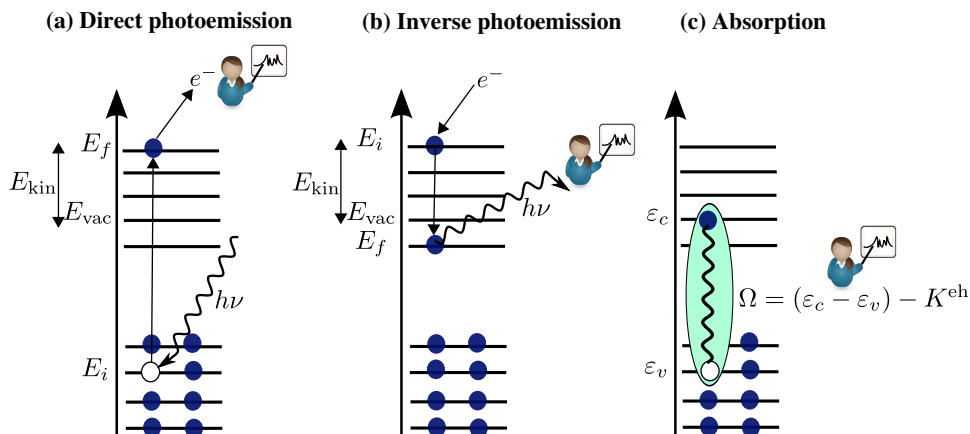 (a) Direct photoemission
(b) Inverse photoemission
(c) Absorption
e⁻
E_f
E_kin
E_vac
hν
E_i
e⁻
E_i
E_kin
E_vac
E_f
hν
ε_c
Ω = (ε_c − ε_v) − K^eh
ε_v